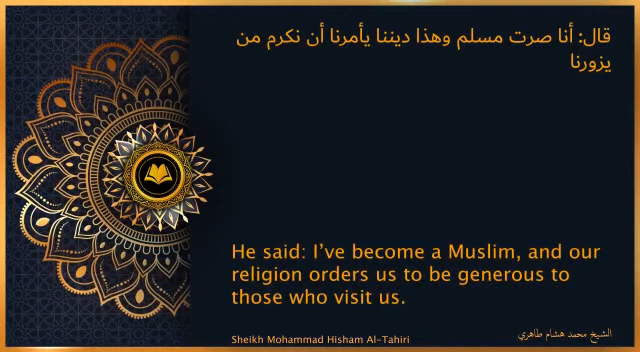 قال: أنا صرت مسلم وهذا ديننا يأمرنا أن نكرم من
يزورنا
He said: I’ve become a Muslim, and our
religion orders us to be generous to
those who visit us.
Sheikh Mohammad Hisham Al-Tahiri
الشيخ محمد هشام طاهري